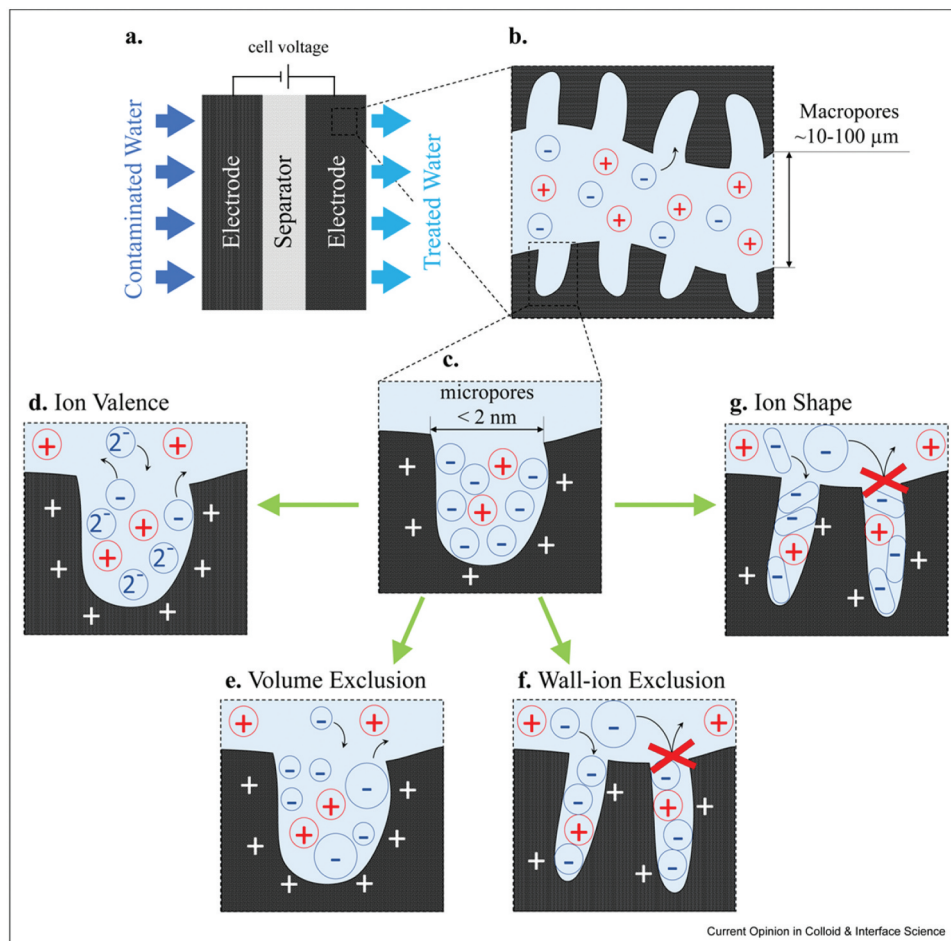 a.
cell voltage
Contaminated Water
Electrode
Separator
Electrode
Treated Water
b.
Macropores
~10-100 µm
- + - + - + + - + - - +
c.
micropores
< 2 nm
+ - + - - + - - + - - + +
d. Ion Valence
+ 2- + - 2- + - + 2- 2- + + + + + +
e. Volume Exclusion
+ - + - - - - + + - - + + + + + +
f. Wall-ion Exclusion
+ - - + - - - + + + - - + + +
g. Ion Shape
+ - - + - - - + + + - - + + +
Current Opinion in Colloid & Interface Science